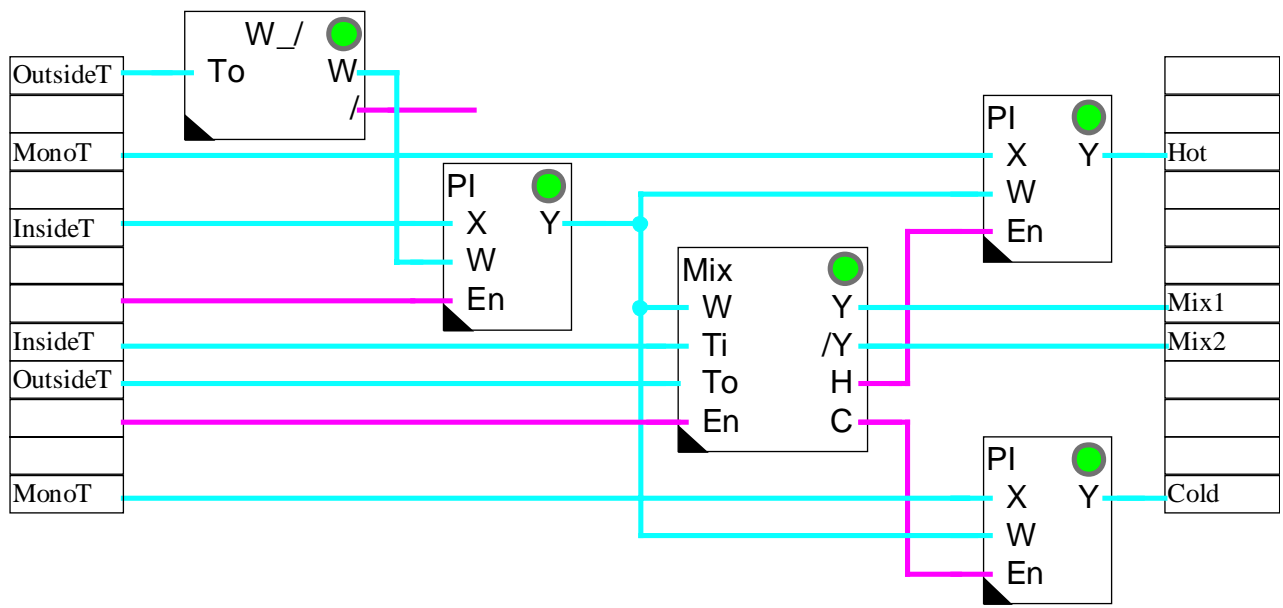 W_/
OutsideT To W
/
PI
MonoT X Y Hot
PI W
InsideT X Y
En
W Mix
En W Y Mix1
InsideT Ti /Y Mix2
OutsideT To H
En C
PI
MonoT X Y Cold
W
En